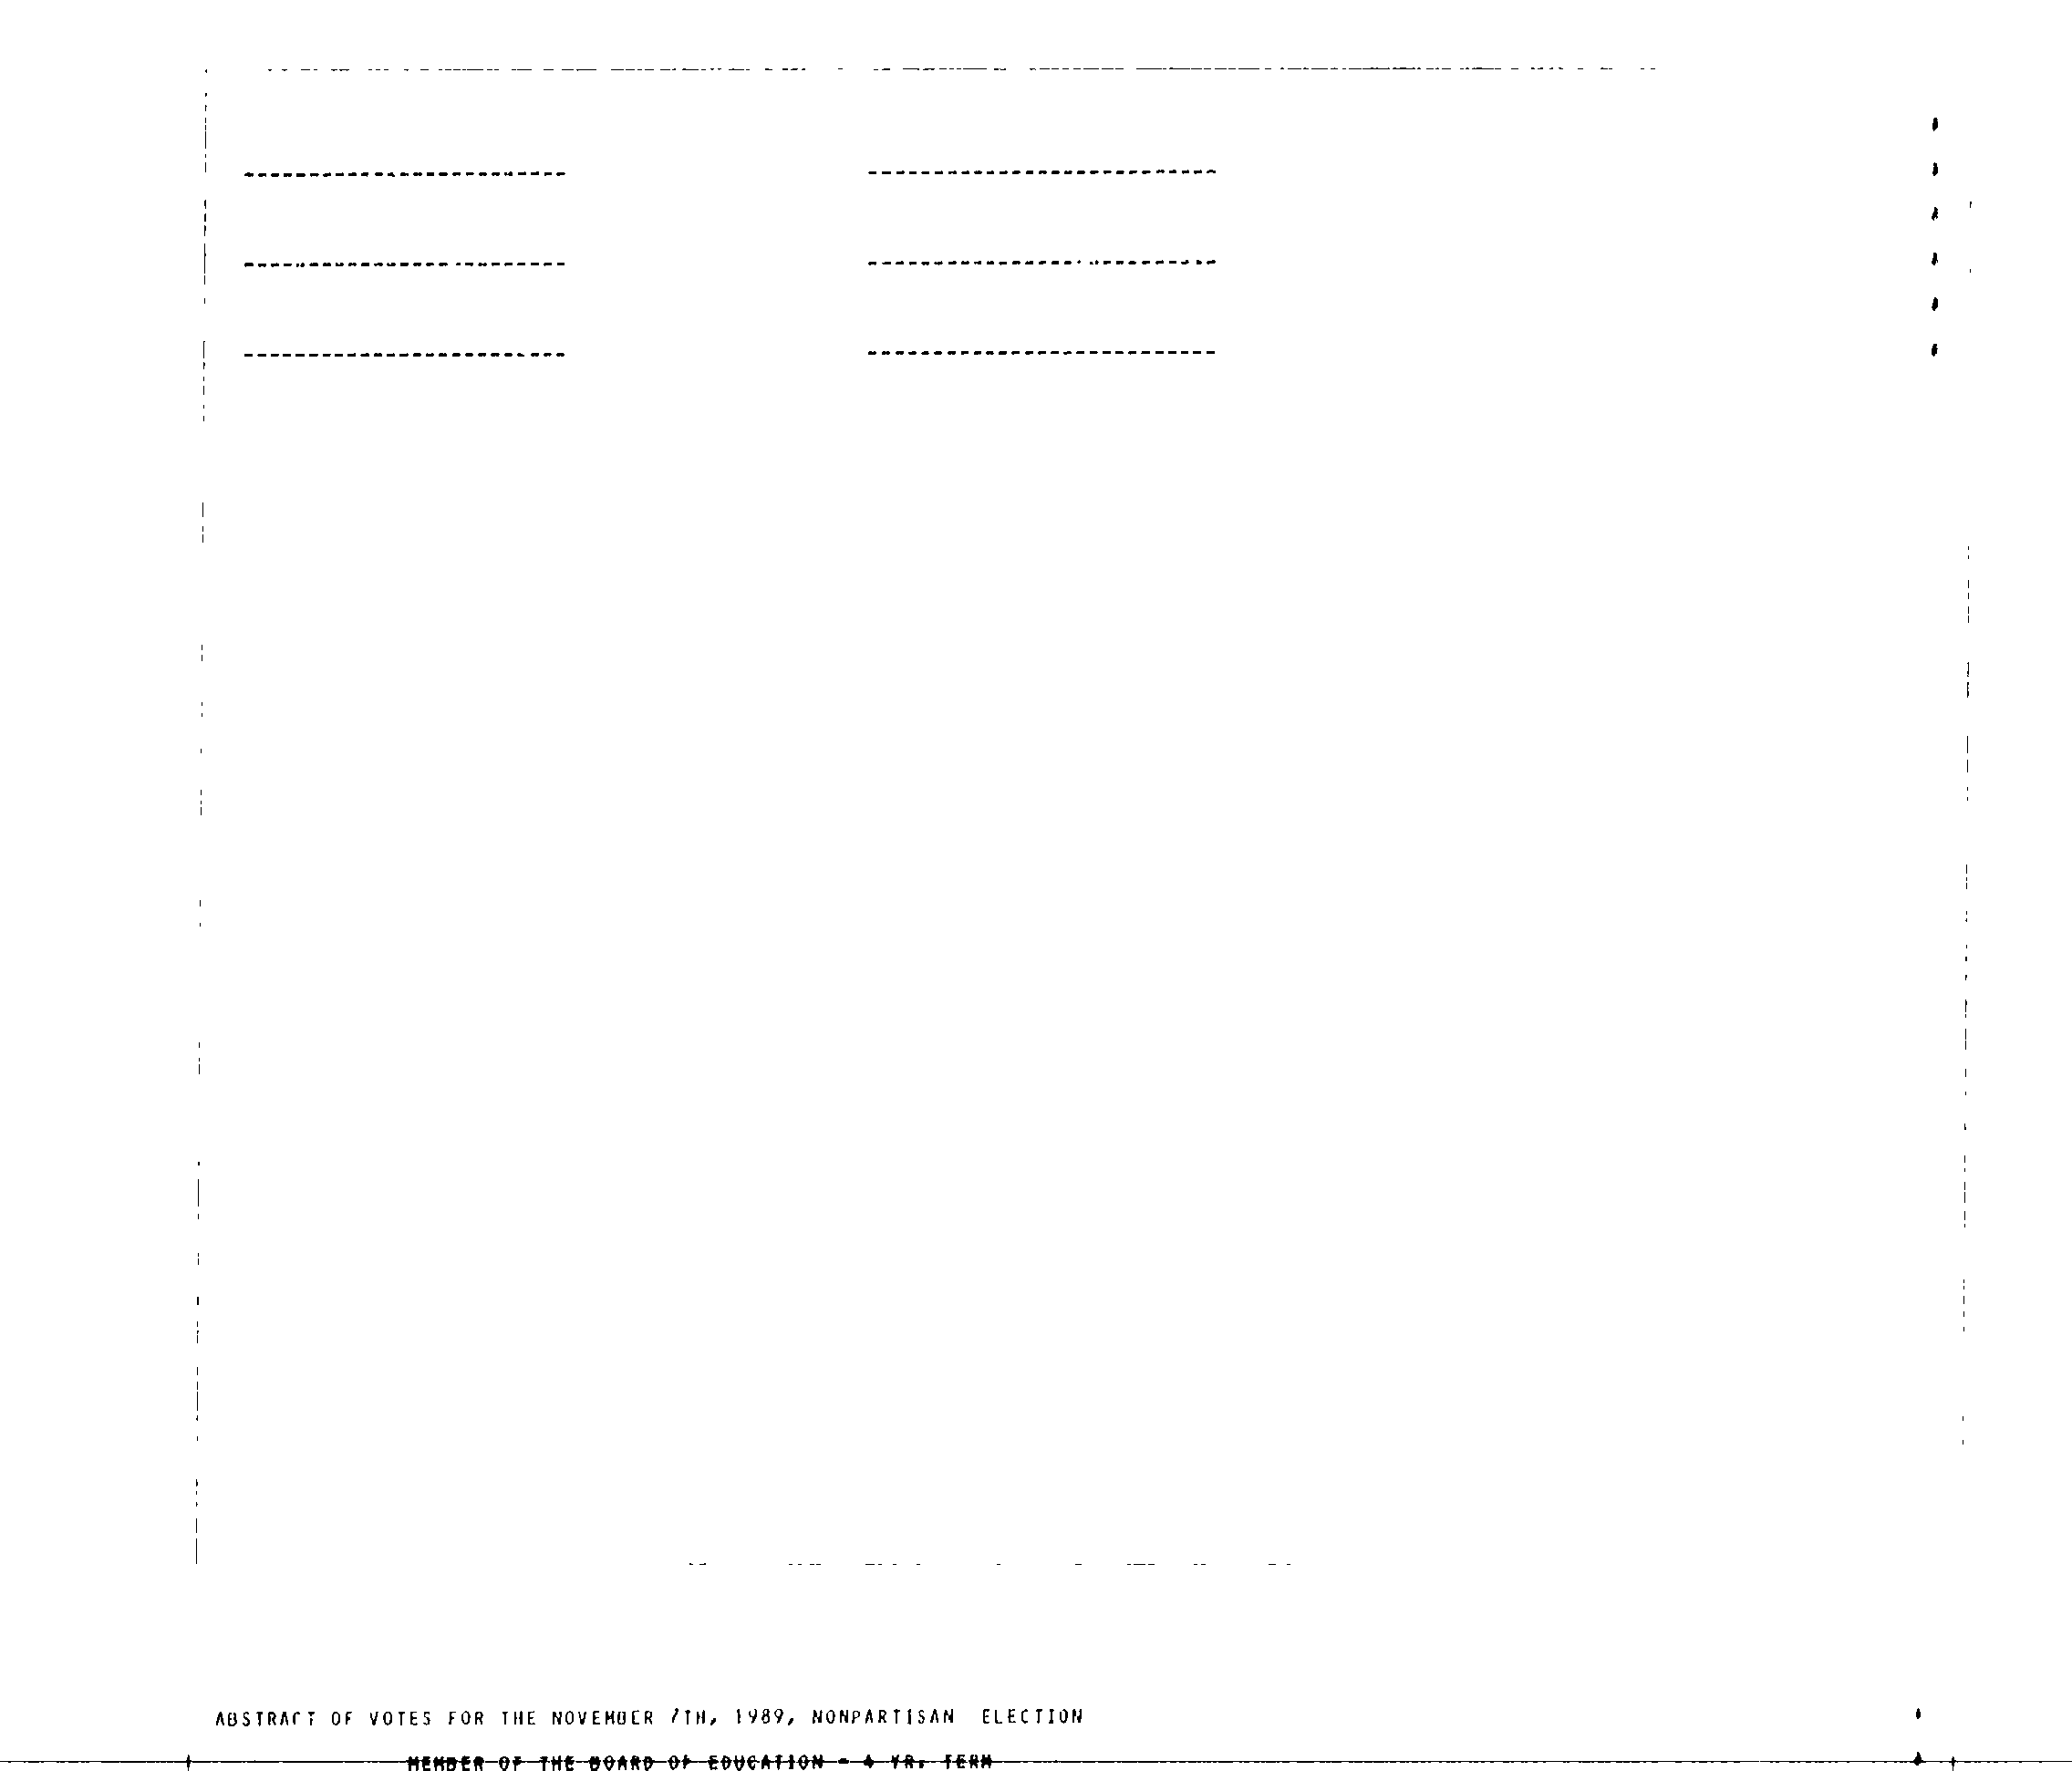 ABSTRACT OF VOTES FOR THE NOVEMBER 7TH, 1989, NONPARTISAN ELECTION
MEMBER OF THE BOARD OF EDUCATION - 4 YR. TERM